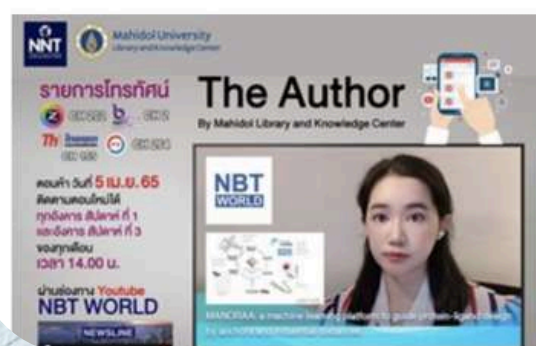 NNT
Mahidol University
Library and Knowledge Center
รายการโทรทัศน์
CH 2
The Author
By Mahidol Library and Knowledge Center
วันที่ 5 เม.ย. 65
ติดตามตอนใหม่ได้
ทุกอังคาร สัปดาห์ ที่ 1
และอังคาร สัปดาห์ ที่ 3
ของทุกเดือน
เวลา 14.00 น.
ผ่านช่องทาง Youtube
NBT WORLD
NEWSLINE
NBT
WORLD
MANORAA: a machine learning platform to guide protein-ligand design